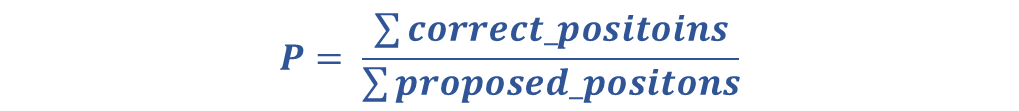 P = ∑ correct_positoins
∑ proposed_positons